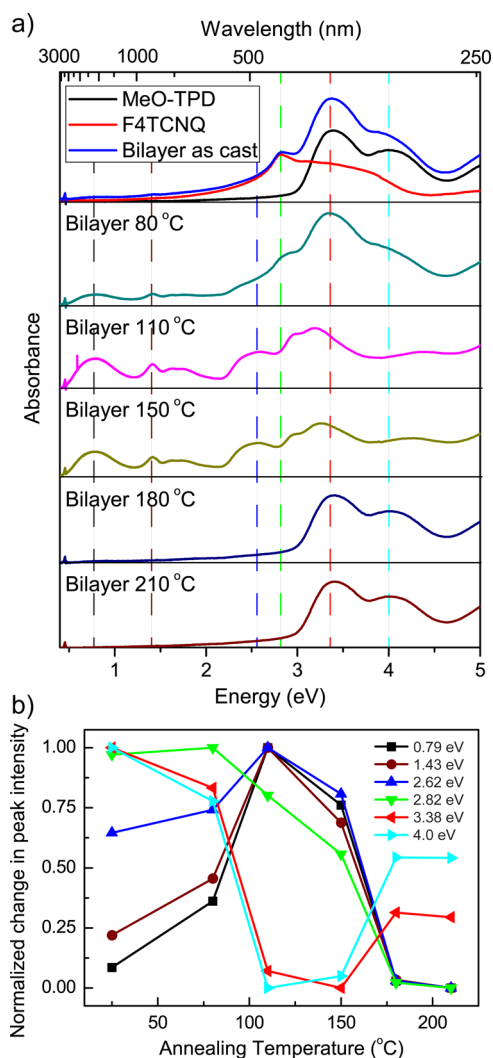 a)
Wavelength (nm)
3000 1000 500 250
MeO-TPD
F4TCNQ
Bilayer as cast
Bilayer 80 °C
Bilayer 110 °C
Bilayer 150 °C
Bilayer 180 °C
Bilayer 210 °C
Absorbance
1 2 3 4 5
Energy (eV)
b)
Normalized change in peak intensity
1.00
0.75
0.50
0.25
0.00
0.79 eV
1.43 eV
2.62 eV
2.82 eV
3.38 eV
4.0 eV
50 100 150 200
Annealing Temperature (°C)